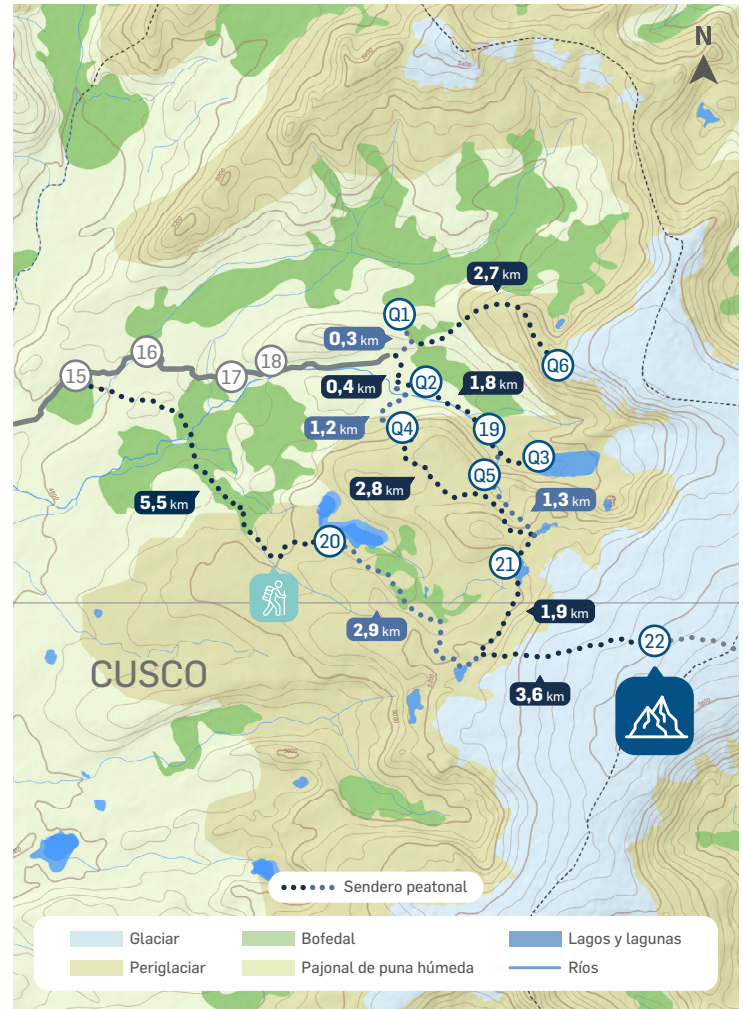 N
2,7 km
Q1
0,3 km
16
18
15
17
Q6
0,4 km
Q2
1,8 km
1,2 km
Q4
19
Q3
Q5
2,8 km
5,5 km
1,3 km
20
21
1,9 km
2,9 km
22
CUSCO
3,6 km
Sendero peatonal
Glaciar
Bofedal
Lagos y lagunas
Periglaciar
Pajonal de puna húmeda
Ríos